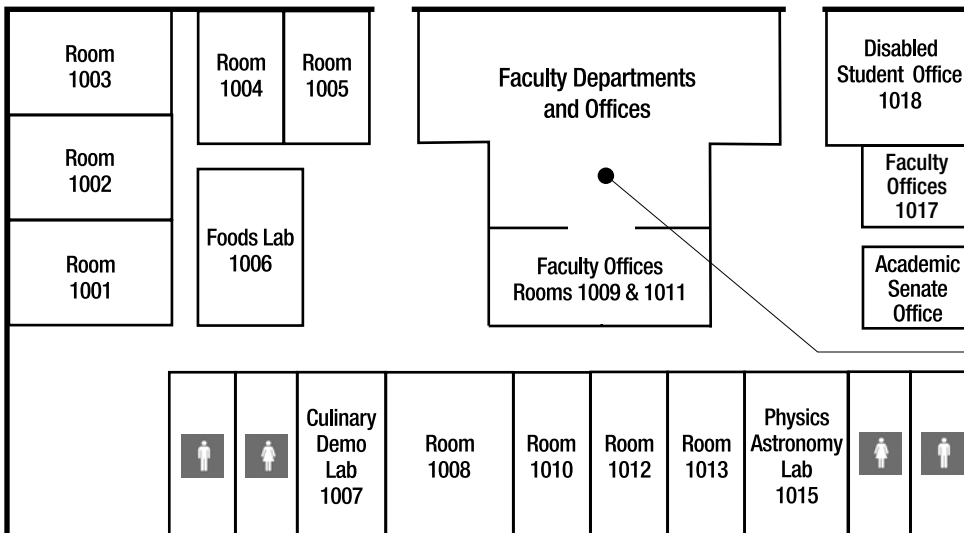 Room
1003
Room
1004
Room
1005
Faculty Departments
and Offices
Disabled
Student Office
1018
Room
1002
Faculty
Offices
1017
Room
1001
Foods Lab
1006
Faculty Offices
Rooms 1009 & 1011
Academic
Senate
Office
Culinary
Demo
Lab
1007
Room
1008
Room
1010
Room
1012
Room
1013
Physics
Astronomy
Lab
1015